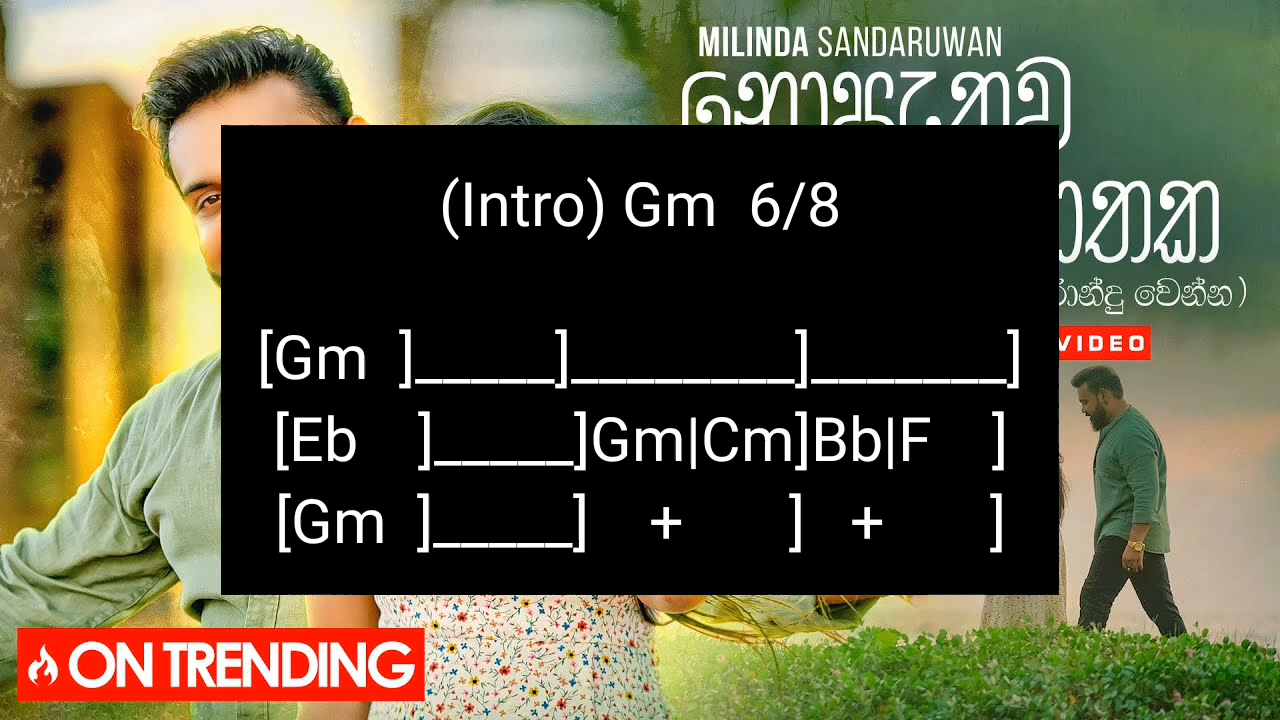 MILINDA SANDARUWAN
නොසැනව
(Intro) Gm 6/8
[Gm ]_____]________]_______]
[Eb ]_____]Gm|Cm]Bb|F ]
[Gm ]_____] + ] + ]
VIDEO
ON TRENDING